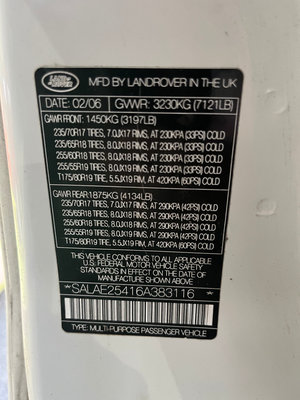 LAND ROVER
MFD BY LANDROVER IN THE UK
DATE: 02/06 GVWR: 3230KG (7121LB)
GAWR FRONT: 1450KG (3197LB)
235/70R17 TIRES, 7.0JX17 RIMS, AT 230KPA (33PSI) COLD
235/65R18 TIRES, 8.0JX18 RIMS, AT 230KPA (33PSI) COLD
255/60R18 TIRES, 8.0JX18 RIMS, AT 230KPA (33PSI) COLD
255/55R19 TIRES, 8.0JX19 RIMS, AT 230KPA (33PSI) COLD
T175/80R19 TIRE, 5.5JX19 RIM, AT 420KPA (60PSI) COLD
GAWR REAR: 1875KG (4134LB)
235/70R17 TIRES, 7.0JX17 RIMS, AT 290KPA (42PSI) COLD
235/65R18 TIRES, 8.0JX18 RIMS, AT 290KPA (42PSI) COLD
255/60R18 TIRES, 8.0JX18 RIMS, AT 290KPA (42PSI) COLD
255/55R19 TIRES, 8.0JX19 RIMS, AT 290KPA (42PSI) COLD
T175/80R19 TIRE, 5.5JX19 RIM, AT 420KPA (60PSI) COLD
THIS VEHICLE CONFORMS TO ALL APPLICABLE
U.S. FEDERAL MOTOR VEHICLE SAFETY
STANDARDS IN EFFECT ON THE DATE OF
MANUFACTURE SHOWN ABOVE
*SALAE25416A383116*
TYPE: MULTI-PURPOSE PASSENGER VEHICLE